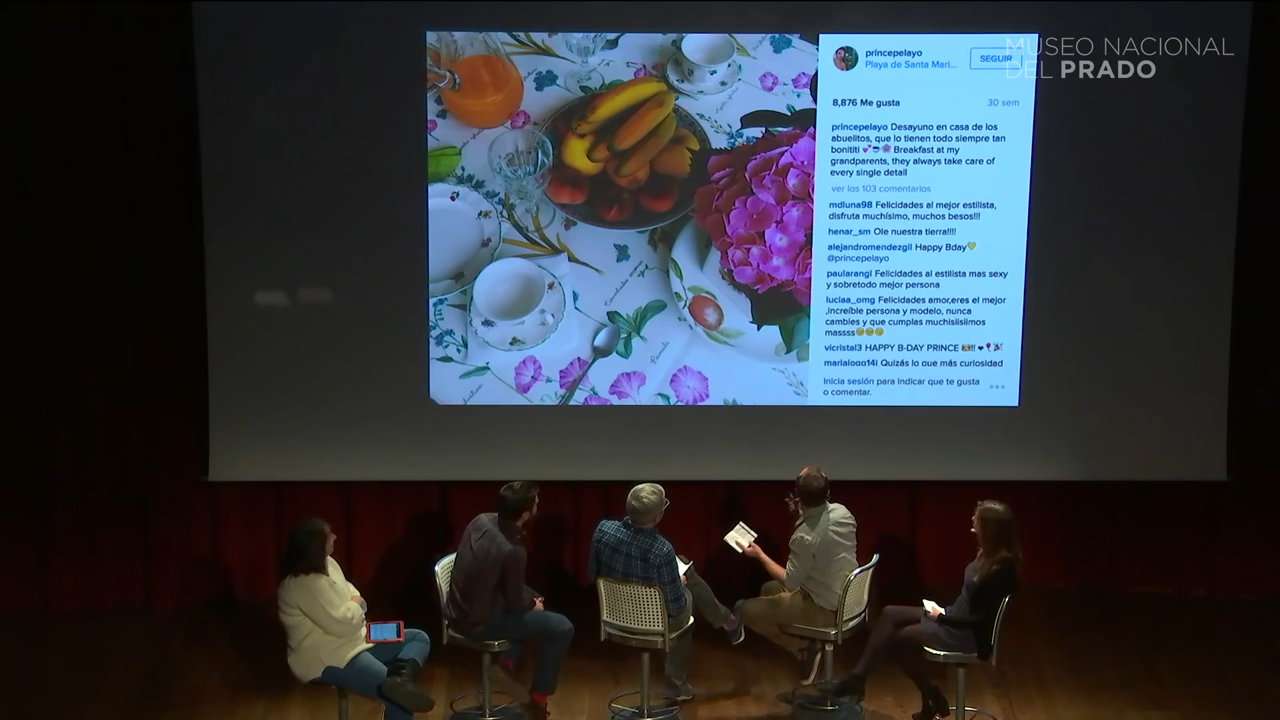 MUSEO NACIONAL
DEL PRADO
princepelayo
Playa de Santa Mari...
SEGUIR
8,876 Me gusta
30 sem
princepelayo Desayuno en casa de los
abuelitos, que lo tienen todo siempre tan
bonititi 💕☕🌸 Breakfast at my
grandparents, they always take care of
every single detail
ver los 103 comentarios
mdluna98 Felicidades al mejor estilista,
disfruta muchísimo, muchos besos!!!
henar_sm Ole nuestra tierra!!!!
alejandromendezgil Happy Bday💛
@princepelayo
paularangl Felicidades al estilista mas sexy
y sobretodo mejor persona
luciaa_omg Felicidades amor,eres el mejor
,increíble persona y modelo, nunca
cambies y que cumplas muchisiisiimos
massss
vicrista13 HAPPY B-DAY PRINCE
Quizás lo que más curiosidad
Inicia sesión para indicar que te gusta
o comentar.